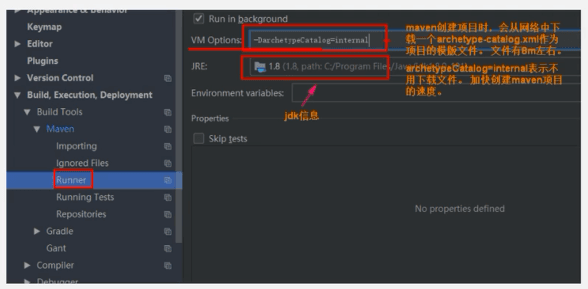 Appearance & Behavior
Keymap
Editor
Plugins
Version Control
Build, Execution, Deployment
Build Tools
Maven
Importing
Ignored Files
Runner
Running Tests
Repositories
Gradle
Gant
Compiler
Debugger
Run in background
VM Options: -DarchetypeCatalog=internal
JRE: 1.8 (1.8, path: C:/Program Files/Java
Environment variables:
Properties
Skip tests
No properties defined
maven创建项目时。会从网络中下
载一个archetype-catalog.xml作为
项目的模版文件。文件有8m左右。
archetypeCatalog=internal表示不
用下载文件。加快创建maven项目
的速度。
jdk信息